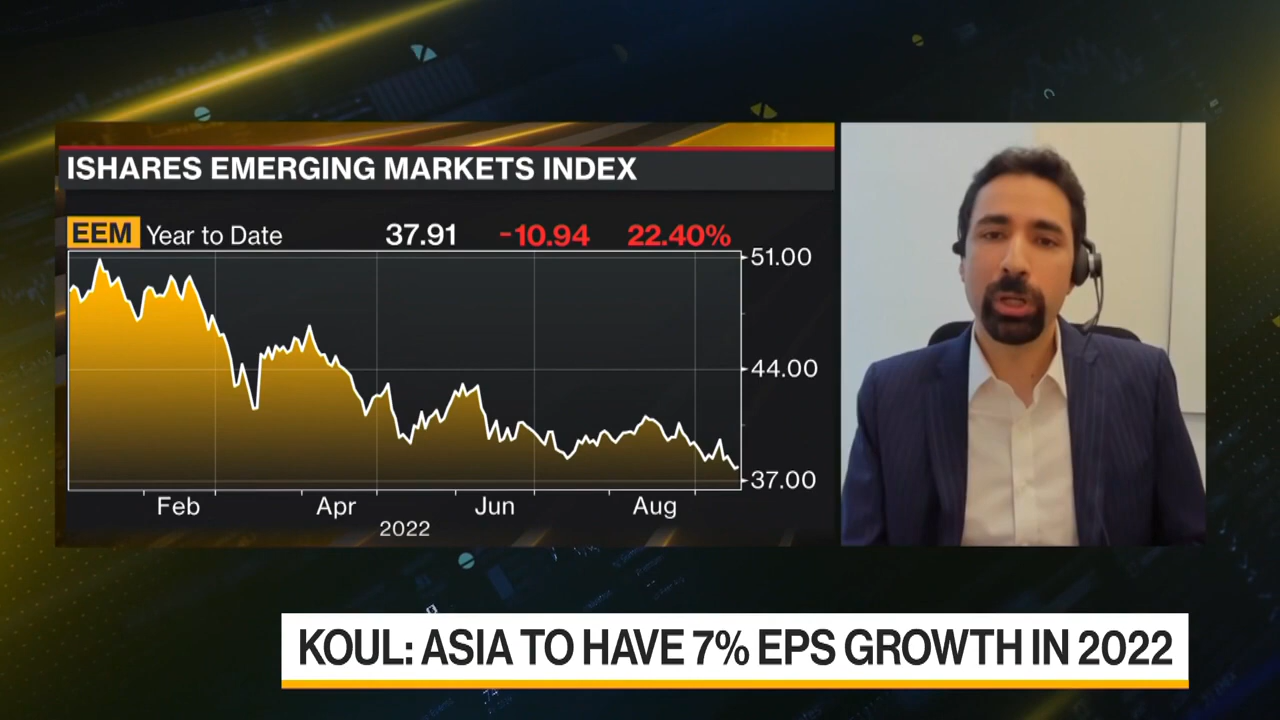 ISHARES EMERGING MARKETS INDEX
EEM Year to Date 37.91 -10.94 22.40%
51.00
44.00
37.00
Feb Apr Jun Aug
2022
KOUL: ASIA TO HAVE 7% EPS GROWTH IN 2022